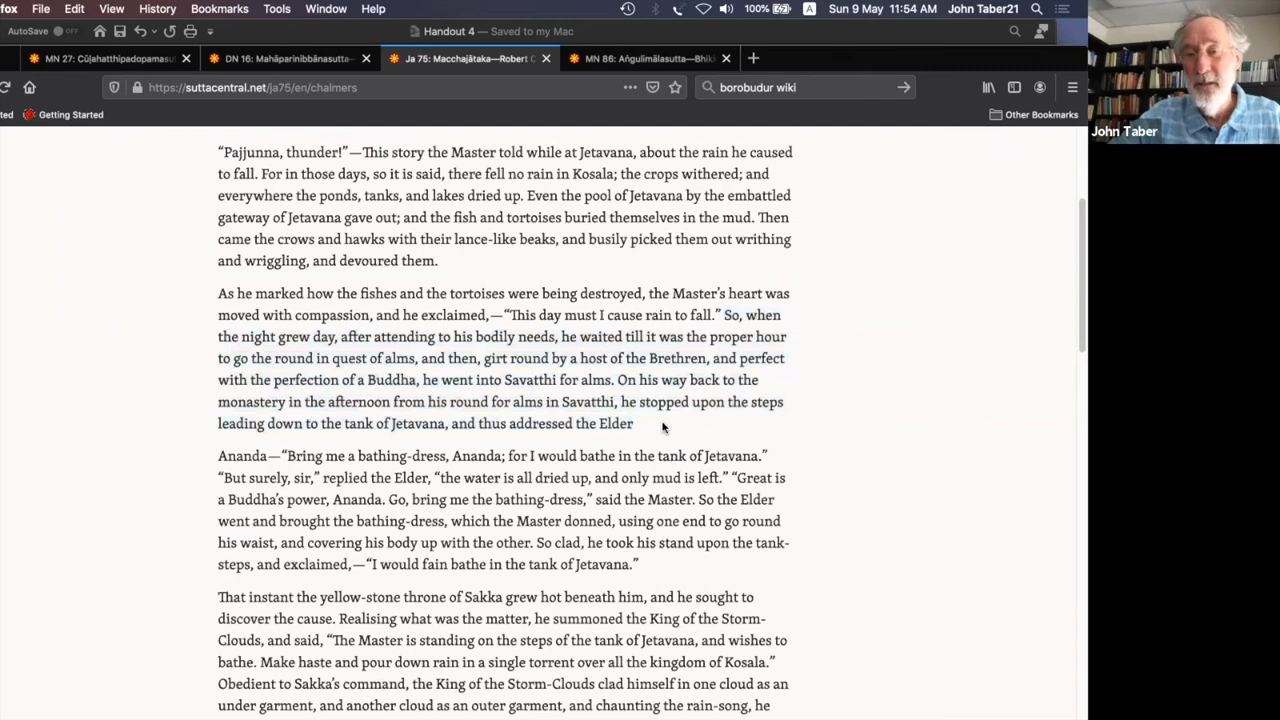 fox File Edit View History Bookmarks Tools Window Help 100% A Sun 9 May 11:54 AM John Taber21
AutoSave OFF Handout 4 — Saved to my Mac
MN 27: Cūḷahatthipadopamasu DN 16: Mahāparinibbānasutta— Ja 75: Macchajātaka—Robert C MN 86: Aṅgulimālasutta—Bhik
https://suttacentral.net/ja75/en/chalmers borobudur wiki
ted Getting Started Other Bookmarks
John Taber
“Pajjunna, thunder!”—This story the Master told while at Jetavana, about the rain he caused
to fall. For in those days, so it is said, there fell no rain in Kosala; the crops withered; and
everywhere the ponds, tanks, and lakes dried up. Even the pool of Jetavana by the embattled
gateway of Jetavana gave out; and the fish and tortoises buried themselves in the mud. Then
came the crows and hawks with their lance-like beaks, and busily picked them out writhing
and wriggling, and devoured them.
As he marked how the fishes and the tortoises were being destroyed, the Master’s heart was
moved with compassion, and he exclaimed,—“This day must I cause rain to fall.” So, when
the night grew day, after attending to his bodily needs, he waited till it was the proper hour
to go the round in quest of alms, and then, girt round by a host of the Brethren, and perfect
with the perfection of a Buddha, he went into Savatthi for alms. On his way back to the
monastery in the afternoon from his round for alms in Savatthi, he stopped upon the steps
leading down to the tank of Jetavana, and thus addressed the Elder
Ananda—“Bring me a bathing-dress, Ananda; for I would bathe in the tank of Jetavana.”
“But surely, sir,” replied the Elder, “the water is all dried up, and only mud is left.” “Great is
a Buddha’s power, Ananda. Go, bring me the bathing-dress,” said the Master. So the Elder
went and brought the bathing-dress, which the Master donned, using one end to go round
his waist, and covering his body up with the other. So clad, he took his stand upon the tank-
steps, and exclaimed,—“I would fain bathe in the tank of Jetavana.”
That instant the yellow-stone throne of Sakka grew hot beneath him, and he sought to
discover the cause. Realising what was the matter, he summoned the King of the Storm-
Clouds, and said, “The Master is standing on the steps of the tank of Jetavana, and wishes to
bathe. Make haste and pour down rain in a single torrent over all the kingdom of Kosala.”
Obedient to Sakka’s command, the King of the Storm-Clouds clad himself in one cloud as an
under garment, and another cloud as an outer garment, and chaunting the rain-song, he